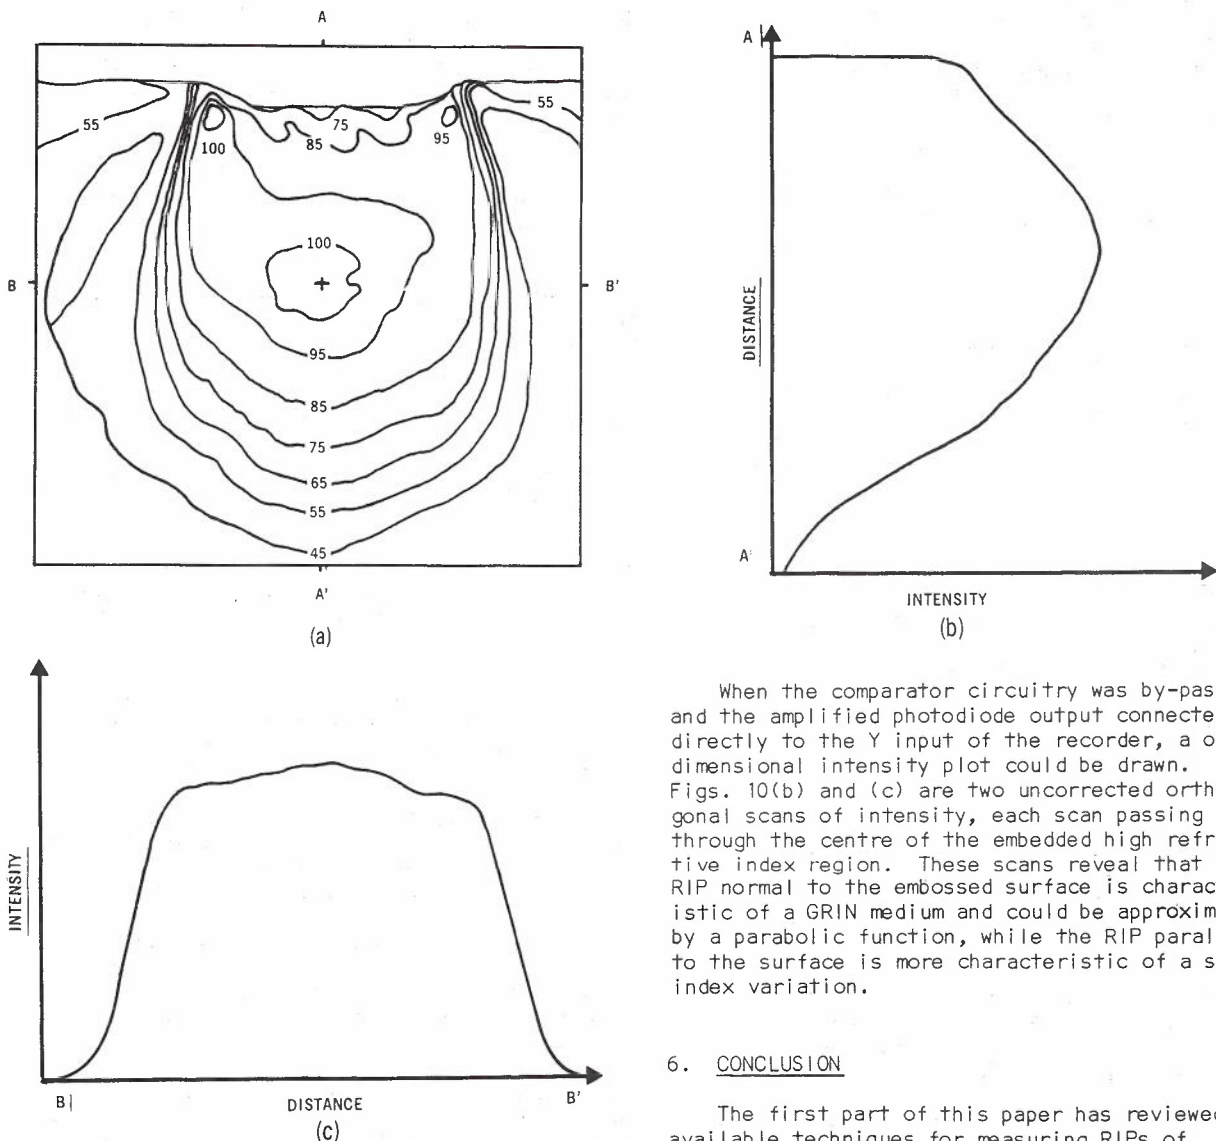 A
55
55
100
75
85
95
100
B
B'
95
85
75
65
55
45
A'
(a)
A
DISTANCE
A'
INTENSITY
(b)
INTENSITY
B
DISTANCE
B'
(c)
When the comparator circuitry was by-pas
and the amplified photodiode output connecte
directly to the Y input of the recorder, a o
dimensional intensity plot could be drawn.
Figs. 10(b) and (c) are two uncorrected orth
gonal scans of intensity, each scan passing
through the centre of the embedded high refr
tive index region. These scans reveal that
RIP normal to the embossed surface is charac
istic of a GRIN medium and could be approxim
by a parabolic function, while the RIP paral
to the surface is more characteristic of a s
index variation.
6. CONCLUSION
The first part of this paper has reviewe
available techniques for measuring RIPs of